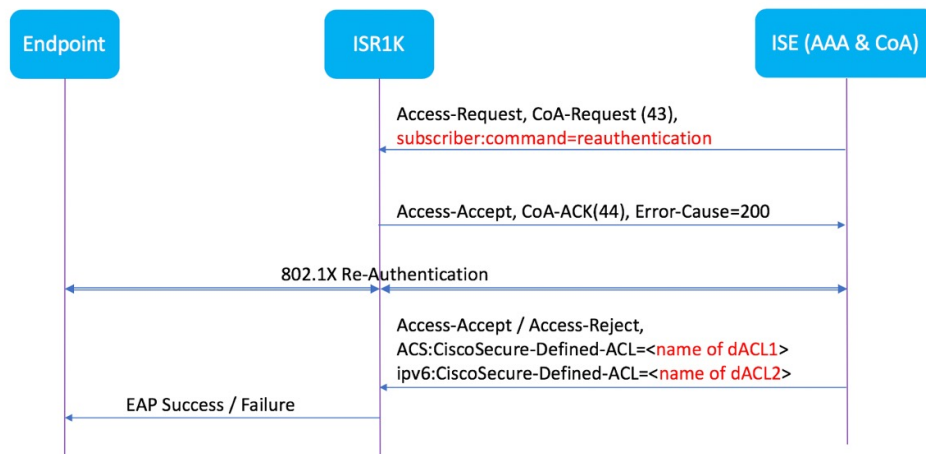 Endpoint
ISR1K
ISE (AAA & CoA)
Access-Request, CoA-Request (43),
subscriber:command=reauthentication
Access-Accept, CoA-ACK(44), Error-Cause=200
802.1X Re-Authentication
Access-Accept / Access-Reject,
ACS:CiscoSecure-Defined-ACL=<name of dACL1>
ipv6:CiscoSecure-Defined-ACL=<name of dACL2>
EAP Success / Failure